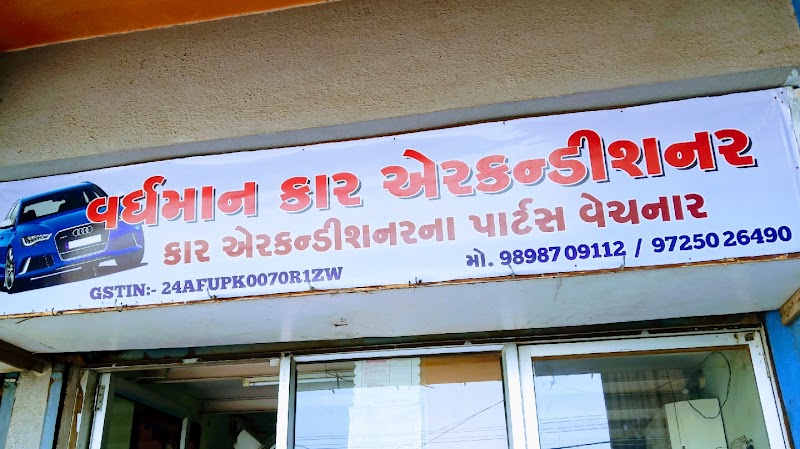 વર્ધમાન કાર એરકન્ડીશનર
કાર એરકન્ડીશનરના પાર્ટસ વેચનાર
GSTIN:- 24AFUPK0070R1ZW
મો. 98987 09112 / 97250 26490